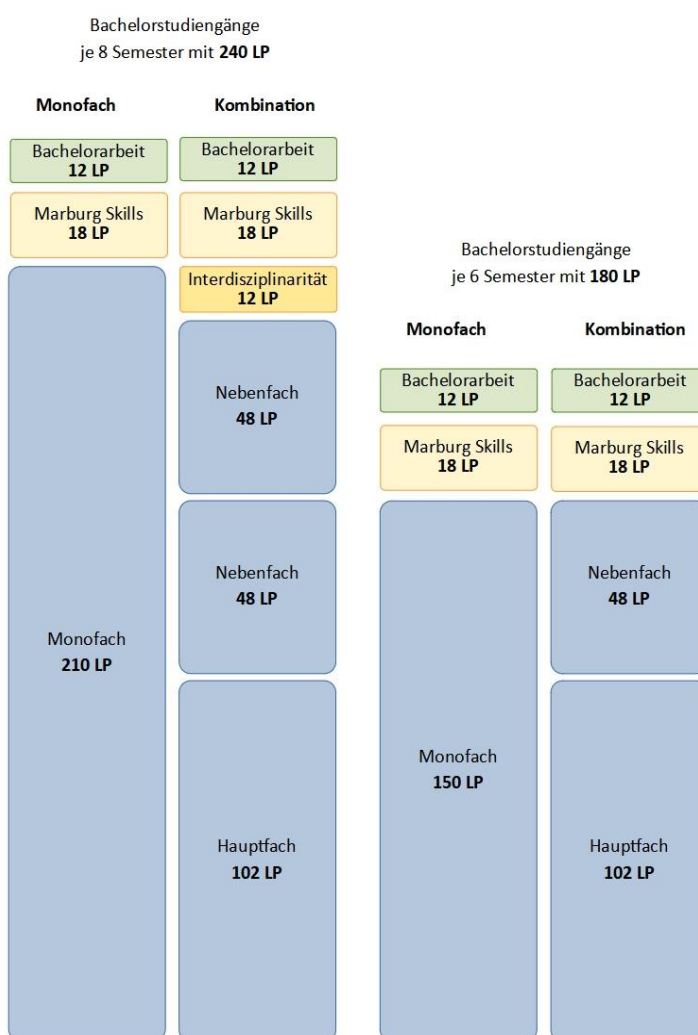 Bachelorstudiengänge
je 8 Semester mit 240 LP
Monofach
Bachelorarbeit
12 LP
Marburg Skills
18 LP
Monofach
210 LP
Kombination
Bachelorarbeit
12 LP
Marburg Skills
18 LP
Interdisziplinarität
12 LP
Nebenfach
48 LP
Nebenfach
48 LP
Hauptfach
102 LP
Bachelorstudiengänge
je 6 Semester mit 180 LP
Monofach
Bachelorarbeit
12 LP
Marburg Skills
18 LP
Monofach
150 LP
Kombination
Bachelorarbeit
12 LP
Marburg Skills
18 LP
Nebenfach
48 LP
Hauptfach
102 LP